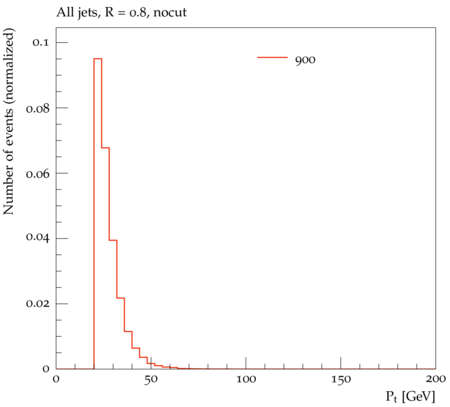 All jets, R = 0.8, nocut
Number of events (normalized)
0.1
0.08
0.06
0.04
0.02
0
900
0 50 100 150 200
Pt [GeV]